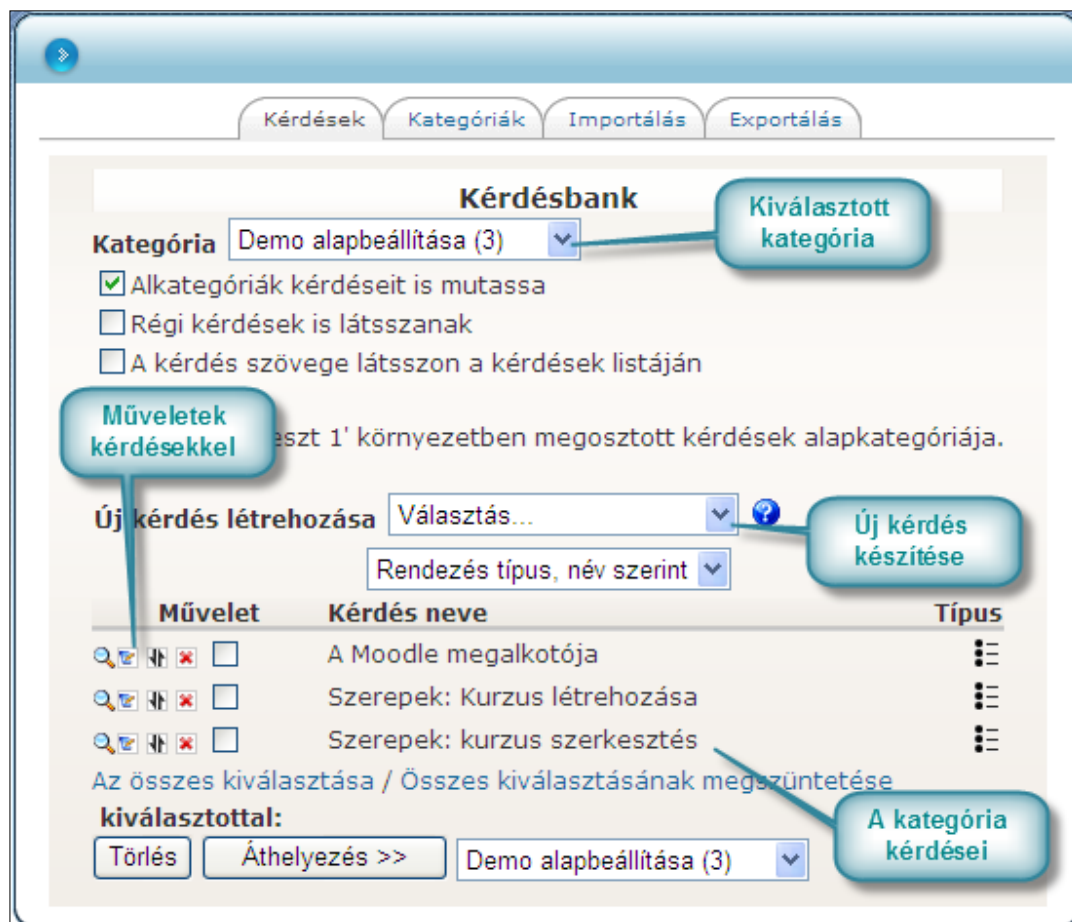 Kérdések Kategóriák Importálás Exportálás
Kérdésbank
Kiválasztott
kategória
Kategória Demo alapbeállítása (3)
Alkategóriák kérdéseit is mutassa
Régi kérdések is látsszanak
A kérdés szövege látsszon a kérdések listáján
Műveletek
kérdésekkel
eszt 1' környezetben megosztott kérdések alapkategóriája.
Új kérdés létrehozása Választás... ?
Új kérdés
készítése
Rendezés típus, név szerint
Művelet Kérdés neve Típus
A Moodle megalkotója
Szerepek: Kurzus létrehozása
Szerepek: kurzus szerkesztés
Az összes kiválasztása / Összes kiválasztásának megszüntetése
kiválasztottal:
A kategória
kérdései
Törlés Áthelyezés >> Demo alapbeállítása (3)